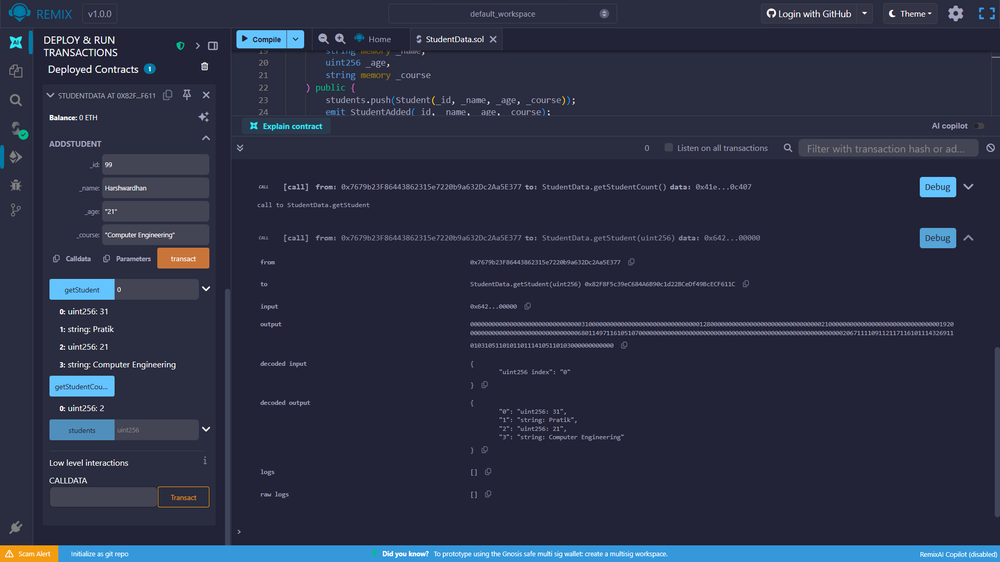 REMIX
v1.0.0
default_workspace
Login with GitHub
Theme
AI
DEPLOY & RUN
TRANSACTIONS
Deployed Contracts 1
STUDENTDATA AT 0X82F...F611
Balance: 0 ETH
ADDSTUDENT
_id: 99
_name: Harshwardhan
_age: "21"
_course: "Computer Engineering"
Calldata Parameters transact
getStudent 0
0: uint256: 31
1: string: Pratik
2: uint256: 21
3: string: Computer Engineering
getStudentCou...
0: uint256: 2
students uint256
Low level interactions
CALLDATA
Transact
Compile
Home
StudentData.sol
19 string memory _name,
20 uint256 _age,
21 string memory _course
22 ) public {
23 students.push(Student(_id, _name, _age, _course));
24 emit StudentAdded(_id, _name, _age, _course);
Explain contract
AI copilot
0 Listen on all transactions Filter with transaction hash or ad...
CALL [call] from: 0x7679b23F86443862315e7220b9a632Dc2Aa5E377 to: StudentData.getStudentCount() data: 0x41e...0c407 Debug
call to StudentData.getStudent
CALL [call] from: 0x7679b23F86443862315e7220b9a632Dc2Aa5E377 to: StudentData.getStudent(uint256) data: 0x642...00000 Debug
from 0x7679b23F86443862315e7220b9a632Dc2Aa5E377
to StudentData.getStudent(uint256) 0x82F8F5c39eC684A6B90c1d22BCeDf49BcECF611C
input 0x642...00000
output
decoded input {
"uint256 index": "0"
}
decoded output {
"0": "uint256: 31",
"1": "string: Pratik",
"2": "uint256: 21",
"3": "string: Computer Engineering"
}
logs []
raw logs []
>
Scam Alert
Initialize as git repo
Did you know? To prototype using the Gnosis safe multi sig wallet: create a multisig workspace.
RemixAI Copilot (disabled)